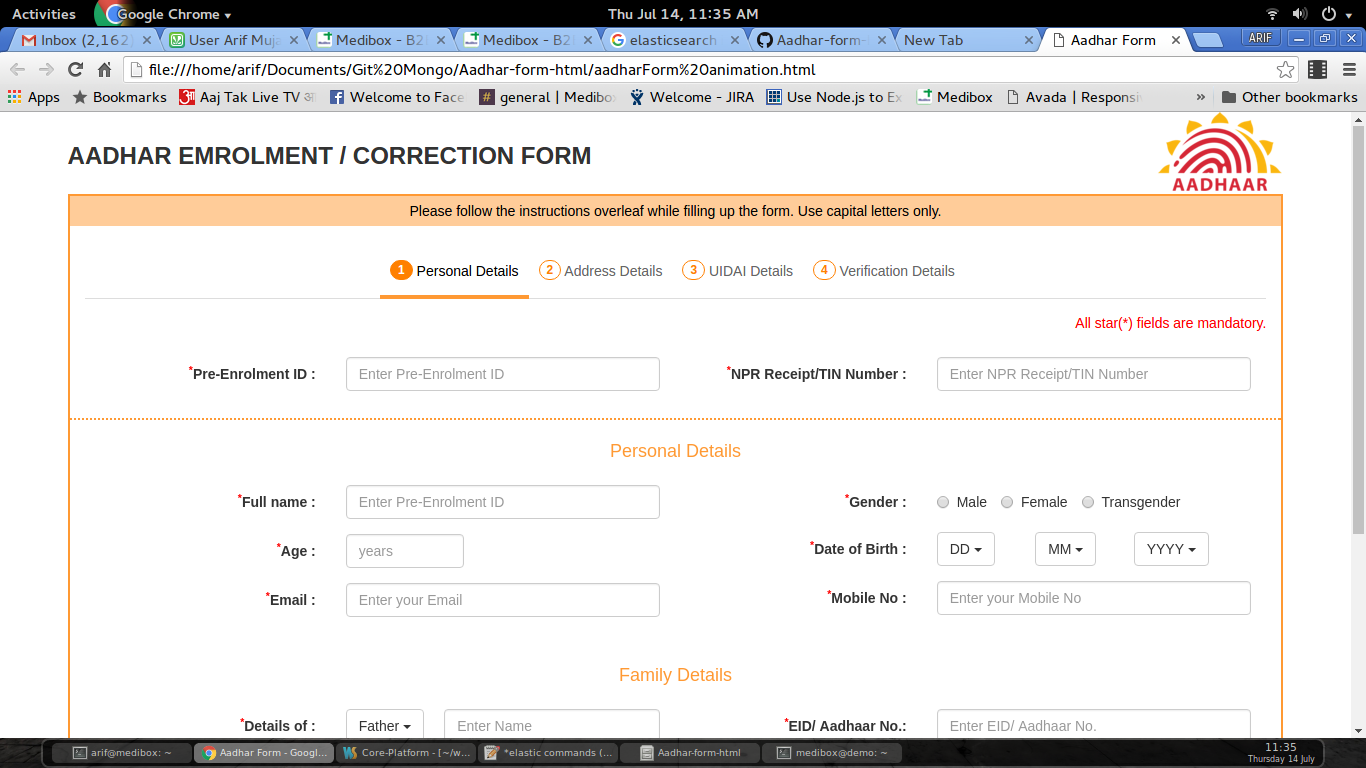 Activities Google Chrome Thu Jul 14, 11:35 AM
Inbox (2,162) User Arif Muja Medibox - B2 Medibox - B2 elasticsearch Aadhar-form- New Tab Aadhar Form ARIF
file:///home/arif/Documents/Git%20Mongo/Aadhar-form-html/aadharForm%20animation.html
Apps Bookmarks Aaj Tak Live TV Welcome to Face general | Medibo Welcome - JIRA Use Node.js to Ex Medibox Avada | Responsi » Other bookmarks
AADHAR EMROLMENT / CORRECTION FORM
AADHAAR
Please follow the instructions overleaf while filling up the form. Use capital letters only.
1 Personal Details 2 Address Details 3 UIDAI Details 4 Verification Details
All star(*) fields are mandatory.
*Pre-Enrolment ID : Enter Pre-Enrolment ID *NPR Receipt/TIN Number : Enter NPR Receipt/TIN Number
Personal Details
*Full name : Enter Pre-Enrolment ID *Gender : Male Female Transgender
*Age : years *Date of Birth : DD MM YYYY
*Email : Enter your Email *Mobile No : Enter your Mobile No
Family Details
*Details of : Father Enter Name *EID/ Aadhaar No.: Enter EID/ Aadhaar No.
arif@medibox: ~ Aadhar Form - Googl... Core-Platform - [~/w... *elastic commands (... Aadhar-form-html medibox@demo: ~ 11:35
Thursday 14 July